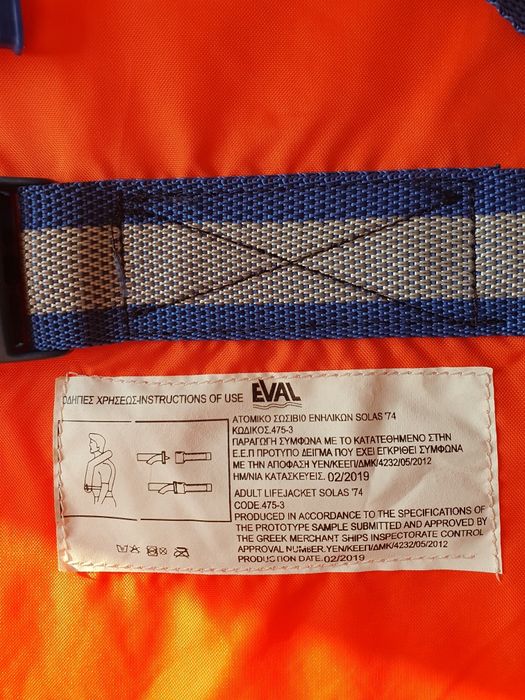 ΟΔΗΓΙΕΣ ΧΡΗΣΕΩΣ-INSTRUCTIONS OF USE EVAL
ΑΤΟΜΙΚΟ ΣΩΣΙΒΙΟ ΕΝΗΛΙΚΩΝ SOLAS '74
ΚΩΔΙΚΟΣ.475-3
ΠΑΡΑΓΩΓΗ ΣΥΜΦΩΝΑ ΜΕ ΤΟ ΚΑΤΑΤΕΘΗΜΕΝΟ ΣΤΗΝ
Ε.Ε.Π ΠΡΟΤΥΠΟ ΔΕΙΓΜΑ ΠΟΥ ΕΧΕΙ ΕΓΚΡΙΘΕΙ ΣΥΜΦΩΝΑ
ΜΕ ΤΗΝ ΑΠΟΦΑΣΗ ΥΕΝ/ΚΕΕΠ/ΔΜΚ/4232/05/2012
ΗΜ/ΝΙΑ ΚΑΤΑΣΚΕΥΕΙΣ. 02/2019
ADULT LIFEJACKET SOLAS '74
CODE.475-3
PRODUCED IN ACCORDANCE TO THE SPECIFICATIONS OF
THE PROTOTYPE SAMPLE SUBMITTED AND APPROVED BY
THE GREEK MERCHANT SHIPS INSPECTORATE CONTROL
APPROVAL NUMBER.YEN/ΚΕΕΠ/ΔΜΚ/4232/05/2012
PRODUCTION DATE.02/2019